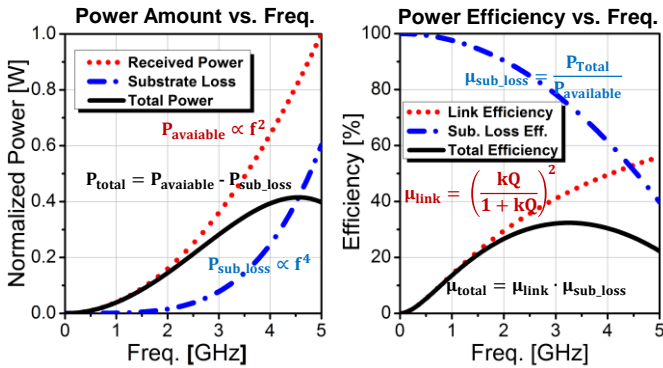 Power Amount vs. Freq.
Normalized Power [W]
1.0
0.8
0.6
0.4
0.2
0.0
Received Power
Substrate Loss
Total Power
P_avaiable ∝ f^2
P_total = P_avaiable - P_sub_loss
P_sub_loss ∝ f^4
0 1 2 3 4 5
Freq. [GHz]
Power Efficiency vs. Freq.
Efficiency [%]
100
80
60
40
20
0
μ_sub_loss = P_Total / P_available
Link Efficiency
Sub. Loss Eff.
Total Efficiency
μ_link = (kQ / 1 + kQ)^2
μ_total = μ_link · μ_sub_loss
0 1 2 3 4 5
Freq. [GHz]